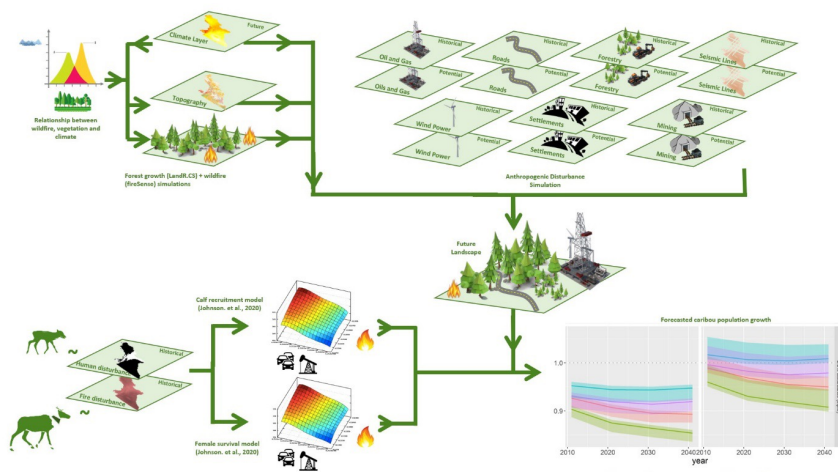 Future
Climate Layer
Topography
Relationship between
wildfire, vegetation and
climate
Forest growth (LandR.CS) + wildfire
(fireSense) simulations
Historical
Oil and Gas
Potential
Oils and Gas
Historical
Roads
Potential
Roads
Historical
Forestry
Potential
Forestry
Historical
Seismic Lines
Potential
Seismic Lines
Historical
Wind Power
Potential
Wind Power
Historical
Settlements
Potential
Settlements
Historical
Mining
Potential
Mining
Anthropogenic Disturbance
Simulation
Future
Landscape
Calf recruitment model
(Johnson. et al., 2020)
Historical
Human disturbance
Historical
Fire disturbance
~
~
Female survival model
(Johnson. et al., 2020)
Forecasted caribou population growth
1.0
0.9
2010 2020 2030 2040 2010 2020 2030 2040
year